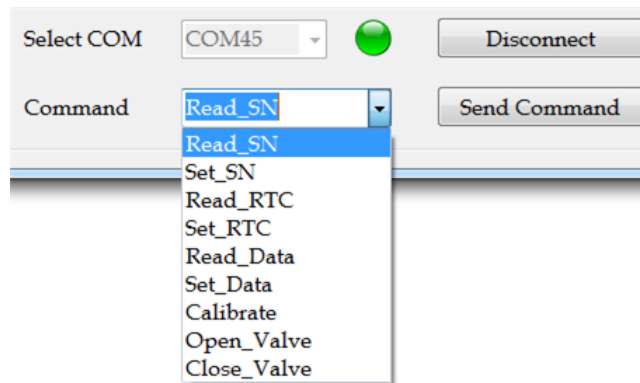 Select COM COM45 Disconnect
Command Read_SN Send Command
Read_SN
Set_SN
Read_RTC
Set_RTC
Read_Data
Set_Data
Calibrate
Open_Valve
Close_Valve